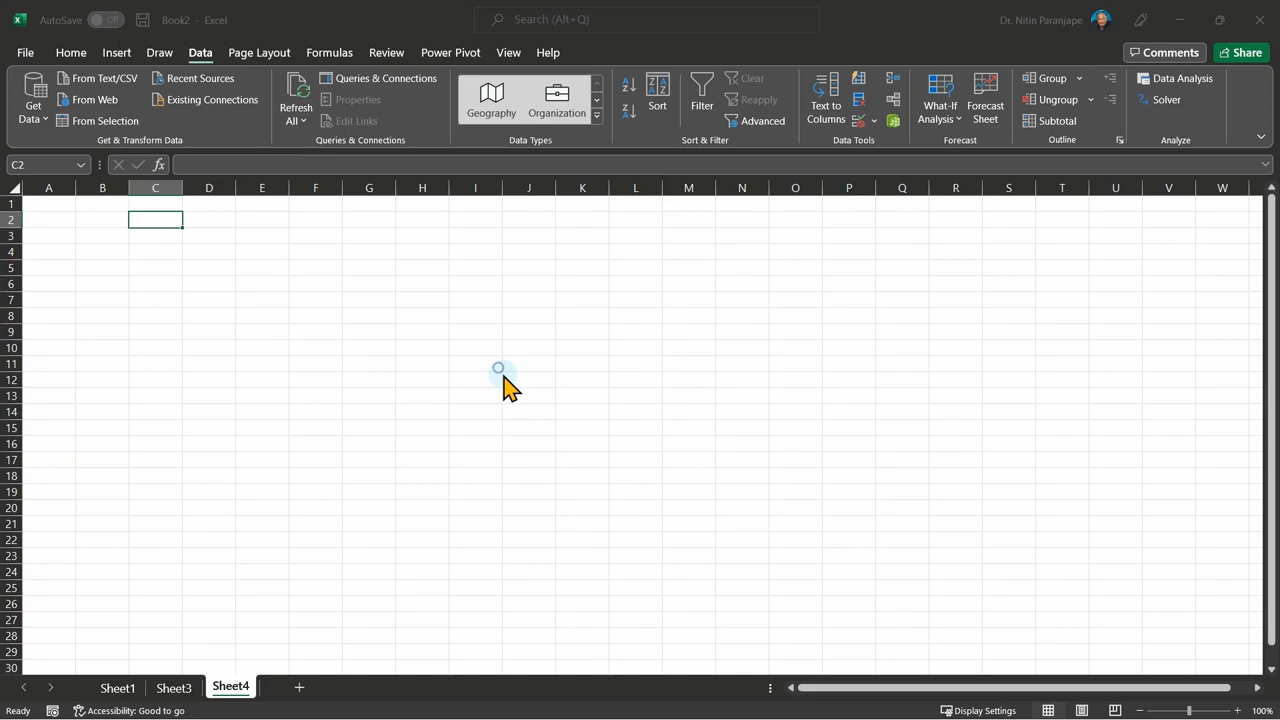 AutoSave Off Book2 - Excel Search (Alt+Q) Dr. Nitin Paranjape
File Home Insert Draw Data Page Layout Formulas Review Power Pivot View Help Comments Share
Get Data
From Text/CSV
From Web
From Selection
Recent Sources
Existing Connections
Get & Transform Data
Refresh All
Queries & Connections
Properties
Edit Links
Queries & Connections
Geography Organization
Data Types
Sort
Filter
Clear
Reapply
Advanced
Sort & Filter
Text to Columns
Data Tools
What-If Analysis
Forecast Sheet
Forecast
Group
Ungroup
Subtotal
Outline
Data Analysis
Solver
Analyze
C2 fx
A B C D E F G H I J K L M N O P Q R S T U V W
1
2
3
4
5
6
7
8
9
10
11
12
13
14
15
16
17
18
19
20
21
22
23
24
25
26
27
28
29
30
Sheet1 Sheet3 Sheet4
Ready Accessibility: Good to go Display Settings 100%